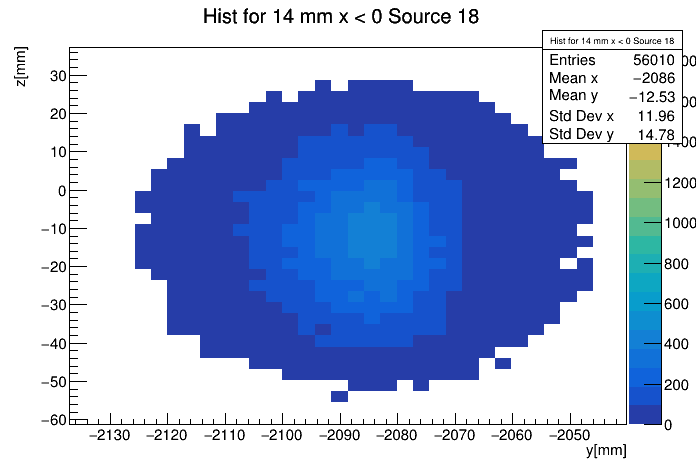 Hist for 14 mm x < 0 Source 18
Hist for 14 mm x < 0 Source 18
Entries 56010
Mean x −2086
Mean y −12.53
Std Dev x 11.96
Std Dev y 14.78
z[mm]
30
20
10
0
−10
−20
−30
−40
−50
−60
1200
1000
800
600
400
200
0
−2130 −2120 −2110 −2100 −2090 −2080 −2070 −2060 −2050
y[mm]